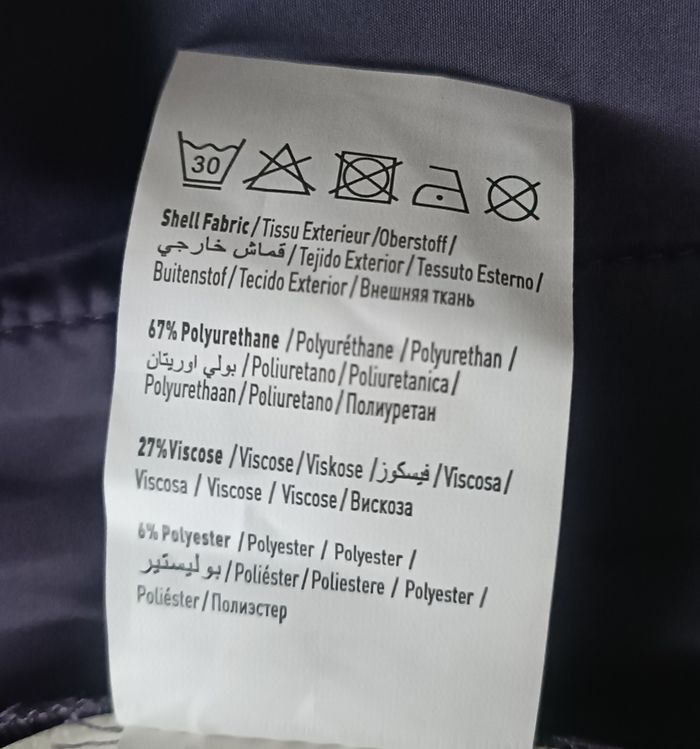 30
Shell Fabric/Tissu Exterieur/Oberstoff/
قماش خارجي/Tejido Exterior/Tessuto Esterno/
Buitenstof/Tecido Exterior/Внешняя ткань
67% Polyurethane /Polyuréthane /Polyurethan /
بولي اوريتان/Poliuretano/Poliuretanica/
Polyurethaan/Poliuretano/Полиуретан
27%Viscose /Viscose/Viskose /فيسكوز/Viscosa/
Viscosa / Viscose / Viscose/Вискоза
6% Polyester /Polyester / Polyester /
بوليستير/Poliéster/Poliestere / Polyester /
Poliéster/Полиэстер